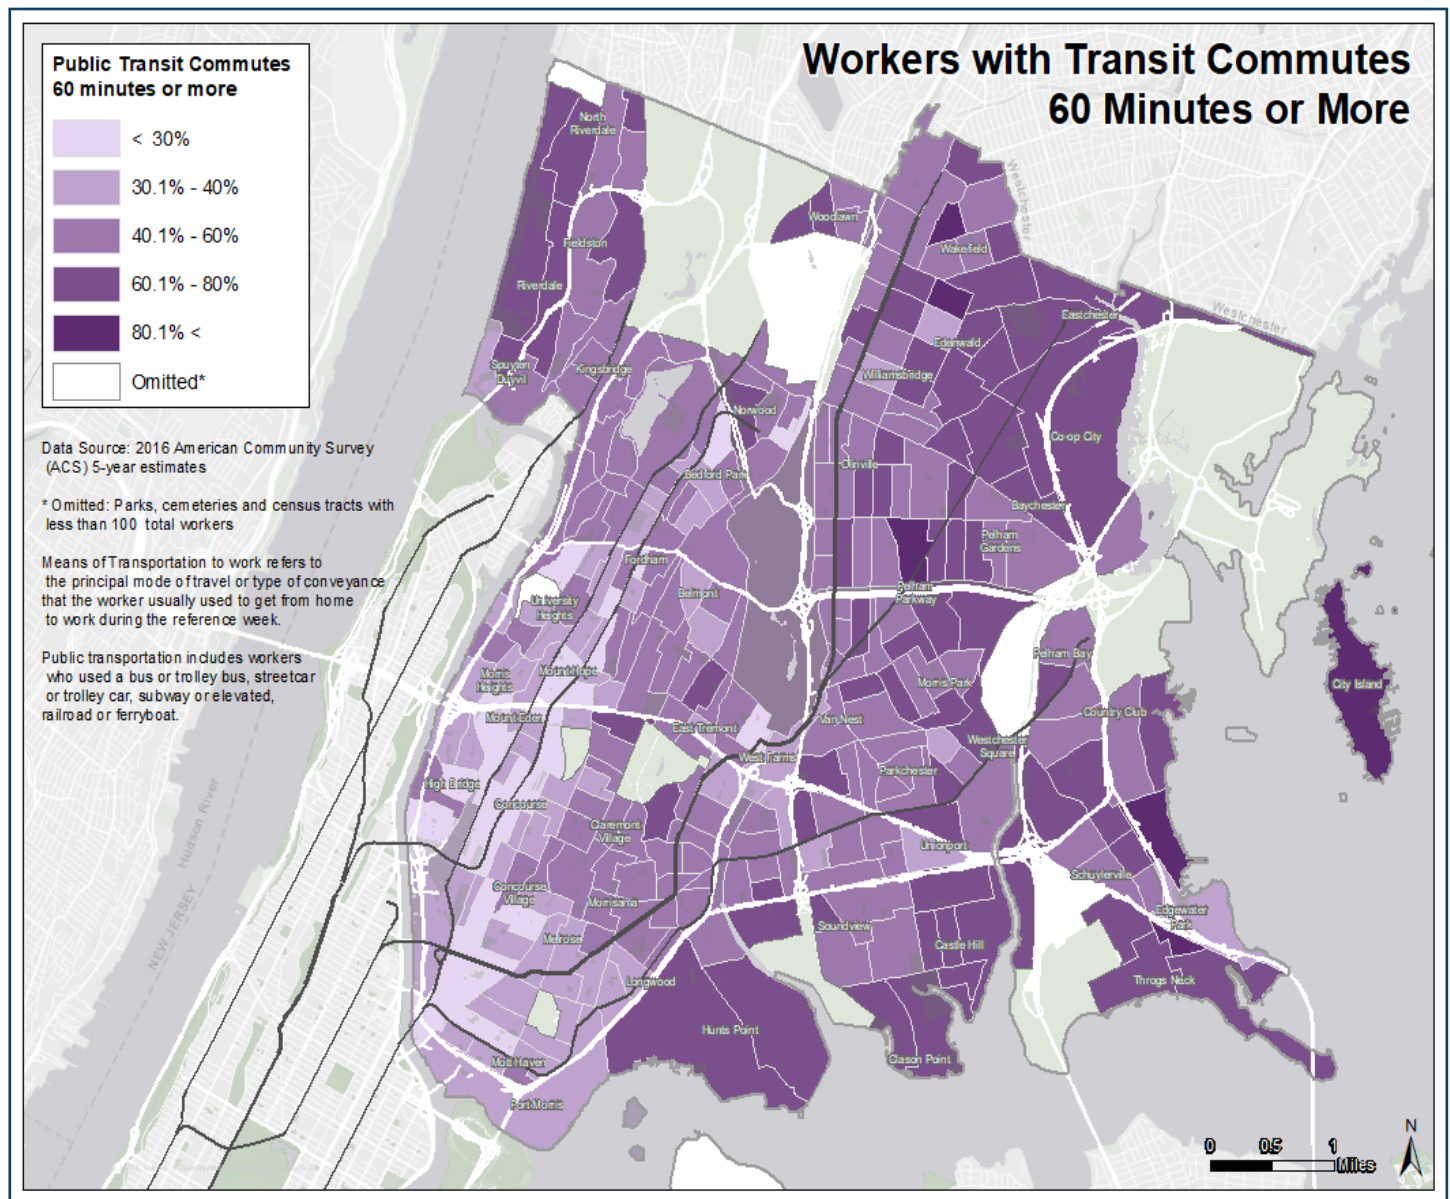 Workers with Transit Commutes
60 Minutes or More
Public Transit Commutes
60 minutes or more
< 30%
30.1% - 40%
40.1% - 60%
60.1% - 80%
80.1% <
Omitted*
Data Source: 2016 American Community Survey
(ACS) 5-year estimates
* Omitted: Parks, cemeteries and census tracts with
less than 100 total workers
Means of Transportation to work refers to
the principal mode of travel or type of conveyance
that the worker usually used to get from home
to work during the reference week.
Public transportation includes workers
who used a bus or trolley bus, streetcar
or trolley car, subway or elevated,
railroad or ferryboat.
North
Riverdale
Westchester
Woodlawn
Fieldston
Wakefield
Riverdale
Eastchester
Westchester
Edenwald
Spuyten
Duyvil
Kingsbridge
Williamsbridge
Norwood
Co-op City
Olinville
Bedford Park
Baychester
Pelham
Gardens
Fordham
Belmont
Pelham
Parkway
University
Heights
Pelham Bay
Morris
Heights
Mount Hope
Morris Park
City Island
Mount Eden
Country Club
East Tremont
Van Nest
Westchester
Square
West Farms
Parkchester
High Bridge
Concourse
Claremont
Village
Unionport
Hudson River
Schuylerville
Concourse
Village
Morrisania
Edgewater
Park
Soundview
NEW JERSEY
Melrose
Castle Hill
Longwood
Throgs Neck
Hunts Point
Mott Haven
Clason Point
Port Morris
N
0 0.5 1
Miles